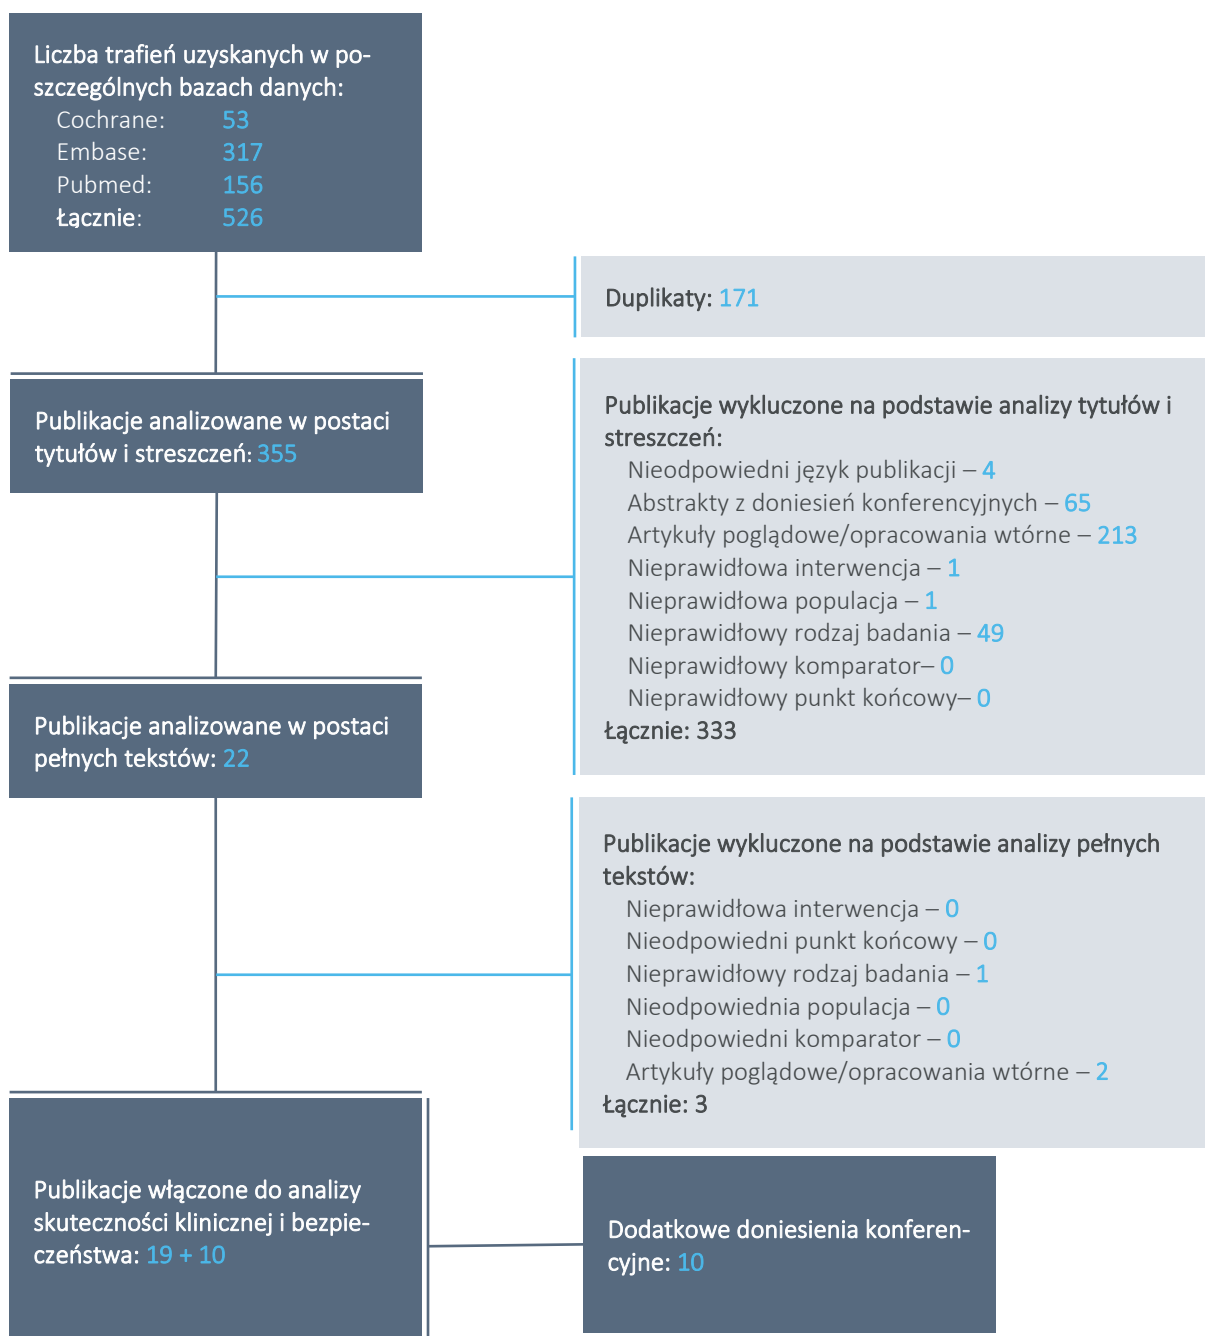 Liczba trafień uzyskanych w po-
szczególnych bazach danych:
Cochrane: 53
Embase: 317
Pubmed: 156
Łącznie: 526
Duplikaty: 171
Publikacje analizowane w postaci
tytułów i streszczeń: 355
Publikacje wykluczone na podstawie analizy tytułów i
streszczeń:
Nieodpowiedni język publikacji – 4
Abstrakty z doniesień konferencyjnych – 65
Artykuły poglądowe/opracowania wtórne – 213
Nieprawidłowa interwencja – 1
Nieprawidłowa populacja – 1
Nieprawidłowy rodzaj badania – 49
Nieprawidłowy komparator– 0
Nieprawidłowy punkt końcowy– 0
Łącznie: 333
Publikacje analizowane w postaci
pełnych tekstów: 22
Publikacje wykluczone na podstawie analizy pełnych
tekstów:
Nieprawidłowa interwencja – 0
Nieodpowiedni punkt końcowy – 0
Nieprawidłowy rodzaj badania – 1
Nieodpowiednia populacja – 0
Nieodpowiedni komparator – 0
Artykuły poglądowe/opracowania wtórne – 2
Łącznie: 3
Publikacje włączone do analizy
skuteczności klinicznej i bezpie-
czeństwa: 19 + 10
Dodatkowe doniesienia konferen-
cyjne: 10